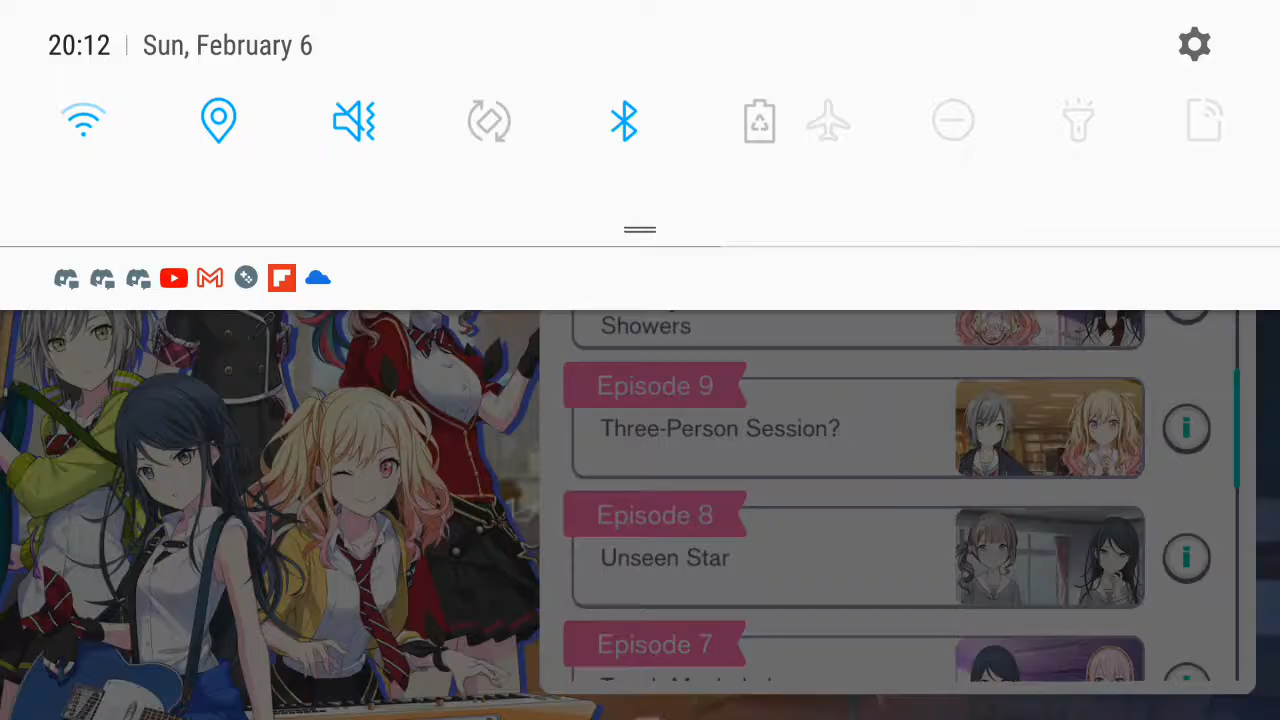 20:12 Sun, February 6
Showers
Episode 9
Three-Person Session?
Episode 8
Unseen Star
Episode 7